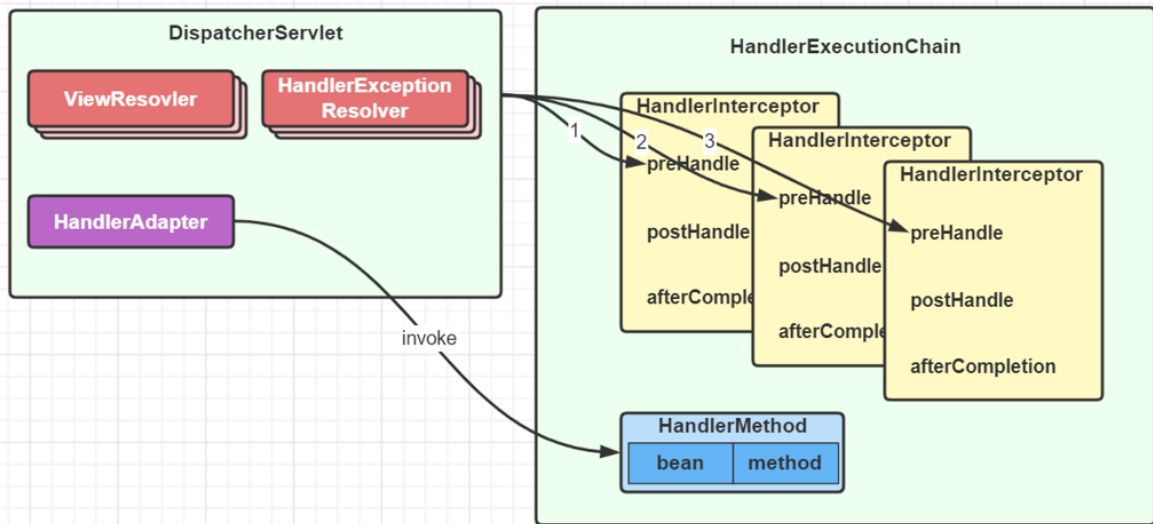 DispatcherServlet
ViewResovler
HandlerException
Resolver
HandlerAdapter
invoke
HandlerExecutionChain
1
2
3
HandlerInterceptor
preHandle
postHandle
afterComple
HandlerInterceptor
preHandle
postHandle
afterComple
HandlerInterceptor
preHandle
postHandle
afterCompletion
HandlerMethod
bean
method